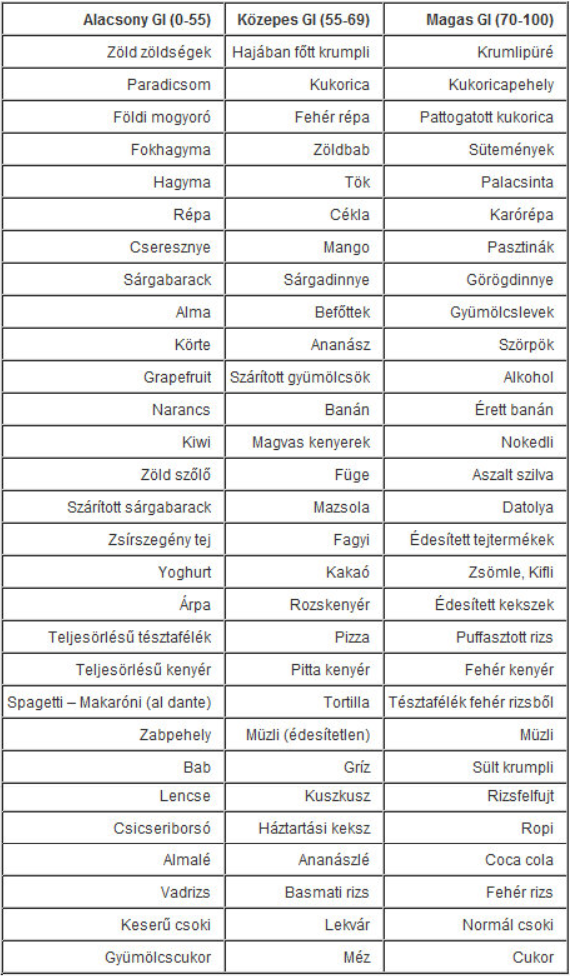 Alacsony GI (0-55) Közepes GI (55-69) Magas GI (70-100)
Zöld zöldségek Hajában főtt krumpli Krumlipüré
Paradicsom Kukorica Kukoricapehely
Földi mogyoró Fehér répa Pattogatott kukorica
Fokhagyma Zöldbab Sütemények
Hagyma Tök Palacsinta
Répa Cékla Karórépa
Cseresznye Mango Pasztinák
Sárgabarack Sárgadinnye Görögdinnye
Alma Befőttek Gyümölcslevek
Körte Ananász Szörpök
Grapefruit Szárított gyümölcsök Alkohol
Narancs Banán Érett banán
Kiwi Magvas kenyerek Nokedli
Zöld szőlő Füge Aszalt szilva
Szárított sárgabarack Mazsola Datolya
Zsírszegény tej Fagyi Édesített tejtermékek
Yoghurt Kakaó Zsömle, Kifli
Árpa Rozskenyér Édesített kekszek
Teljesörlésű tésztafélék Pizza Puffasztott rizs
Teljesörlésű kenyér Pitta kenyér Fehér kenyér
Spagetti – Makaróni (al dante) Tortilla Tésztafélék fehér rizsből
Zabpehely Müzli (édesítetlen) Müzli
Bab Gríz Sült krumpli
Lencse Kuszkusz Rizsfelfujt
Csicseriborsó Háztartási keksz Ropi
Almalé Ananászlé Coca cola
Vadrizs Basmati rizs Fehér rizs
Keserű csoki Lekvár Normál csoki
Gyümölcscukor Méz Cukor